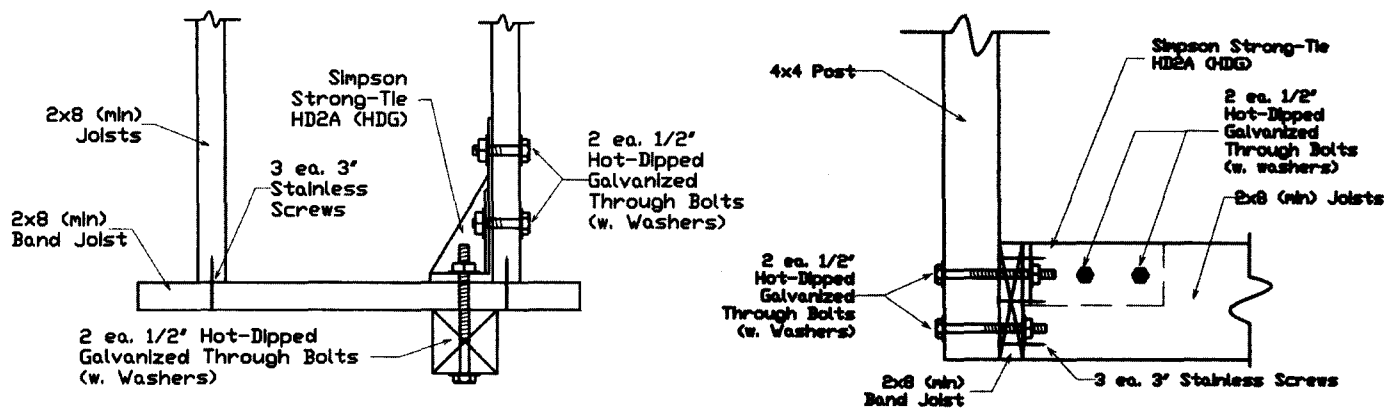 Simpson
Strong-Tie
HD2A (HDG)
2x8 (min)
Joists
3 ea. 3"
Stainless
Screws
2 ea. 1/2"
Hot-Dipped
Galvanized
Through Bolts
(w. Washers)
2x8 (min)
Band Joist
2 ea. 1/2" Hot-Dipped
Galvanized Through Bolts
(w. Washers)
4x4 Post
Simpson Strong-Tie
HD2A (HDG)
2 ea. 1/2"
Hot-Dipped
Galvanized
Through Bolts
(w. washers)
2x8 (min) Joists
2 ea. 1/2"
Hot-Dipped
Galvanized
Through Bolts
(w. Washers)
2x8 (min)
Band Joist
3 ea. 3" Stainless Screws